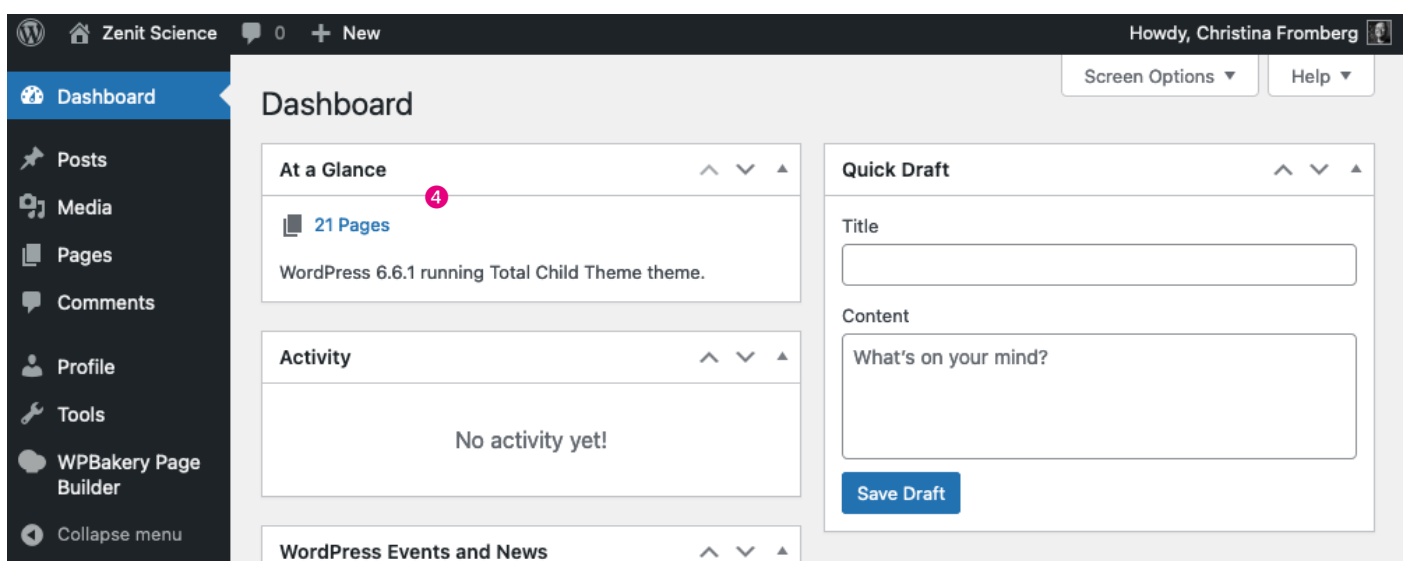 Zenit Science 0 New Howdy, Christina Fromberg
Screen Options Help
Dashboard
Posts
Media
Pages
Comments
Profile
Tools
WPBakery Page
Builder
Collapse menu
Dashboard
At a Glance
4
21 Pages
WordPress 6.6.1 running Total Child Theme theme.
Activity
No activity yet!
WordPress Events and News
Quick Draft
Title
Content
What's on your mind?
Save Draft